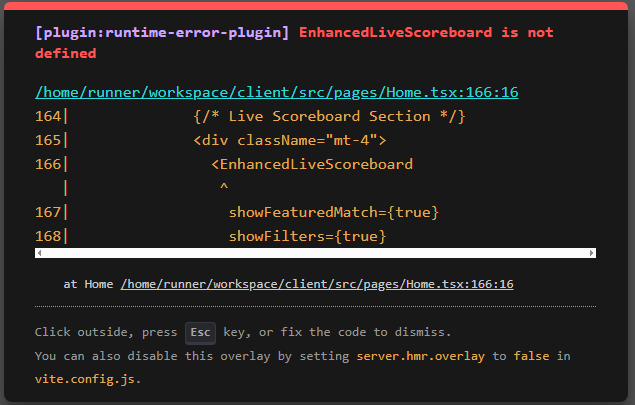 [plugin:runtime-error-plugin] EnhancedLiveScoreboard is not
defined
/home/runner/workspace/client/src/pages/Home.tsx:166:16
164|              {/* Live Scoreboard Section */}
165|              <div className="mt-4">
166|                <EnhancedLiveScoreboard
   |                 ^
167|                  showFeaturedMatch={true}
168|                  showFilters={true}
at Home /home/runner/workspace/client/src/pages/Home.tsx:166:16
Click outside, press Esc key, or fix the code to dismiss.
You can also disable this overlay by setting server.hmr.overlay to false in
vite.config.js.